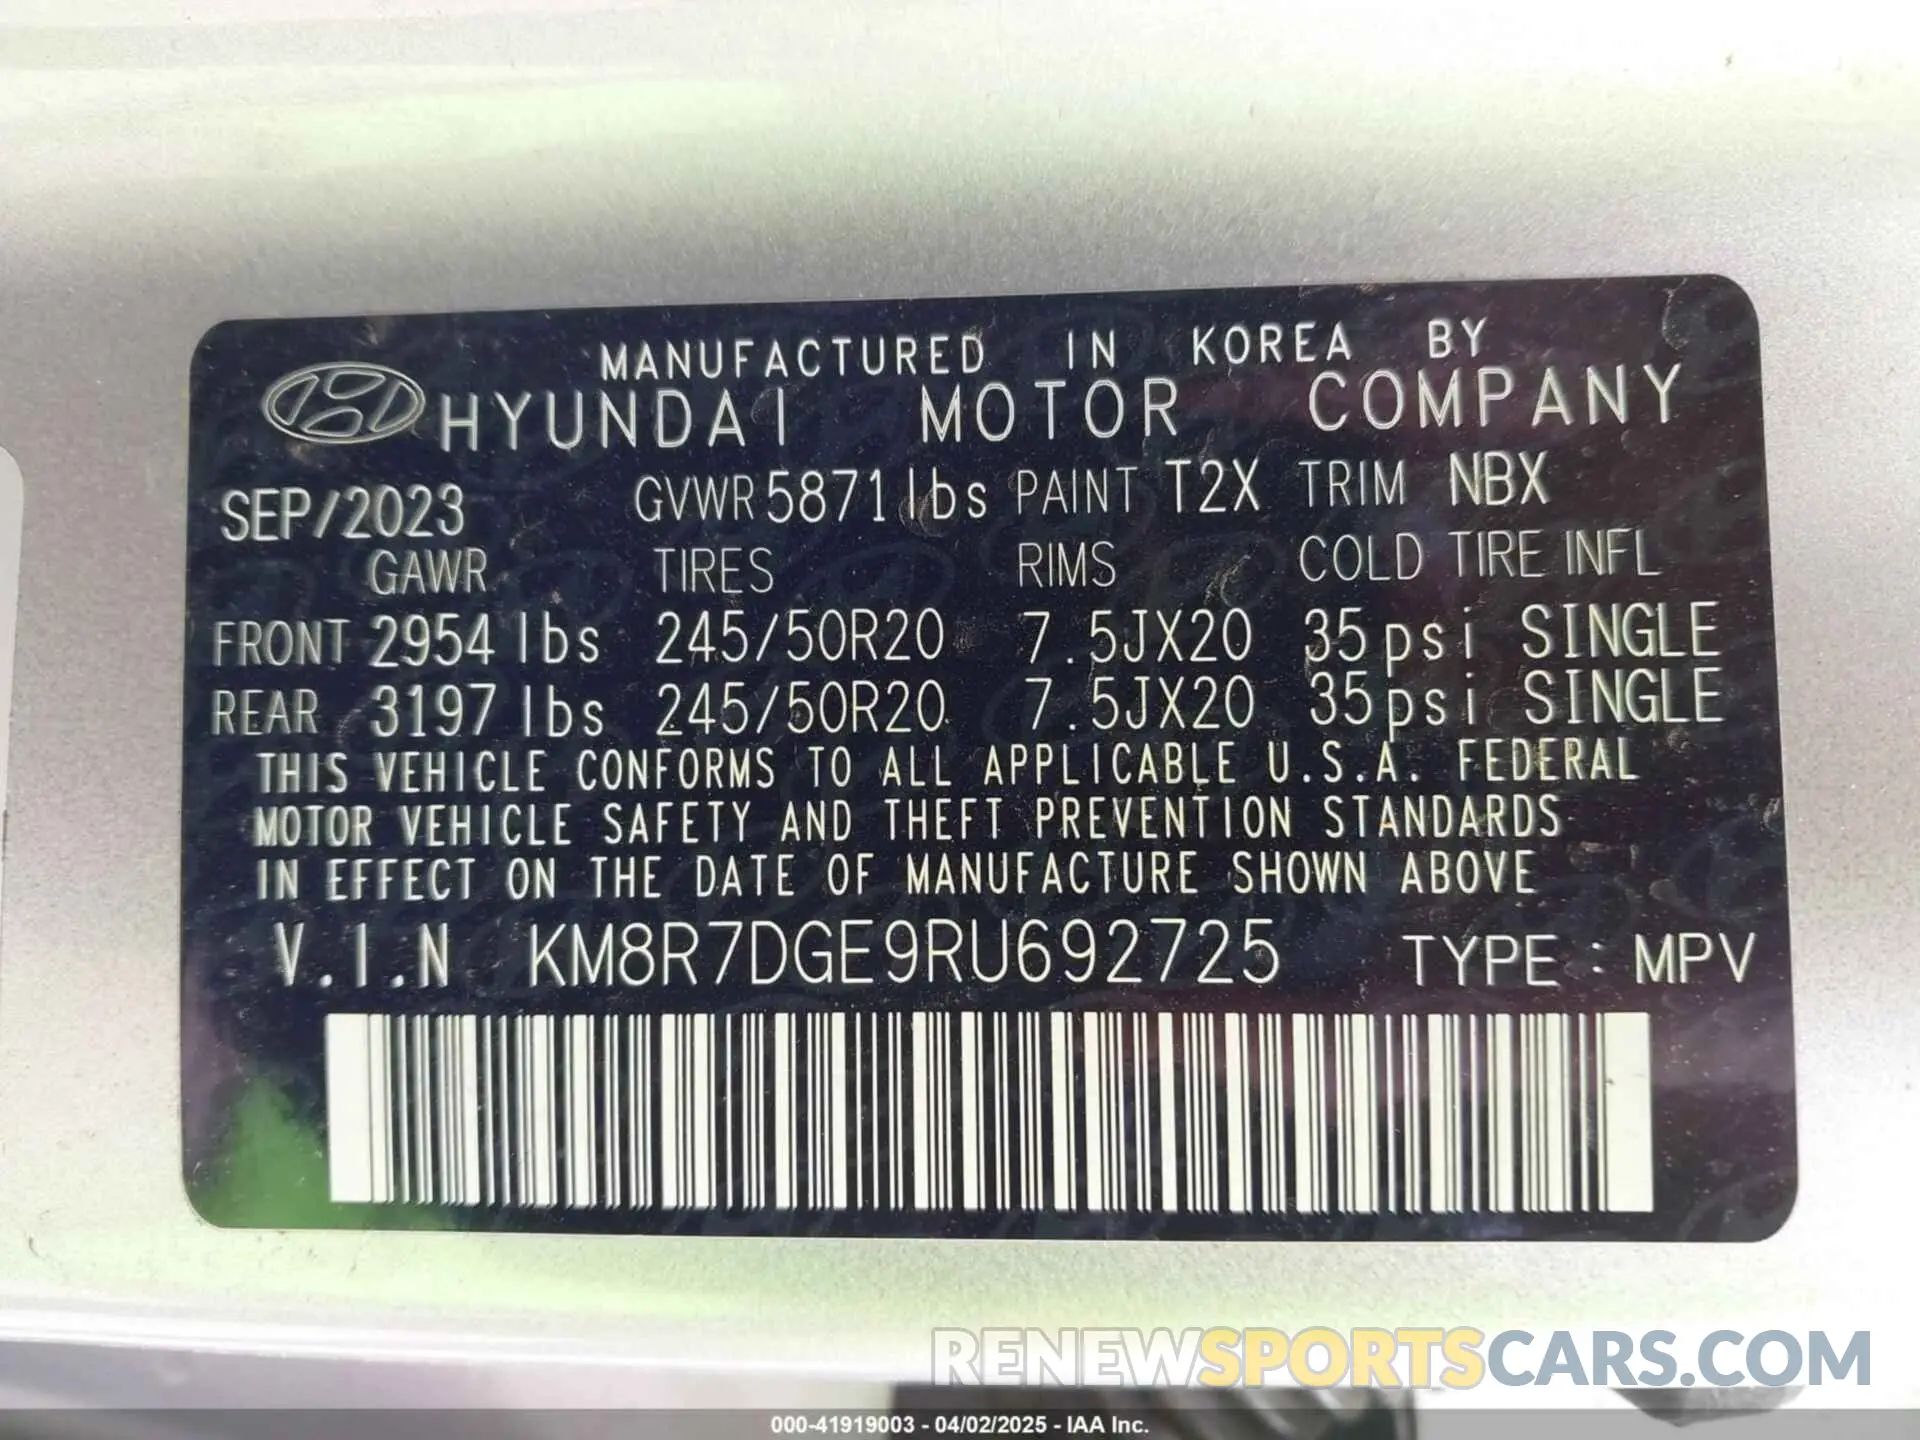 MANUFACTURED IN KOREA BY
HYUNDAI MOTOR COMPANY
SEP/2023 GVWR 5871 lbs PAINT T2X TRIM NBX
GAWR TIRES RIMS COLD TIRE INFL
FRONT 2954 lbs 245/50R20 7.5JX20 35psi SINGLE
REAR 3197 lbs 245/50R20 7.5JX20 35psi SINGLE
THIS VEHICLE CONFORMS TO ALL APPLICABLE U.S.A. FEDERAL
MOTOR VEHICLE SAFETY AND THEFT PREVENTION STANDARDS
IN EFFECT ON THE DATE OF MANUFACTURE SHOWN ABOVE
V.I.N KM8R7DGE9RU692725 TYPE : MPV
RENEWSPORTSCARS.COM
000-41919003 - 04/02/2025 - IAA Inc.